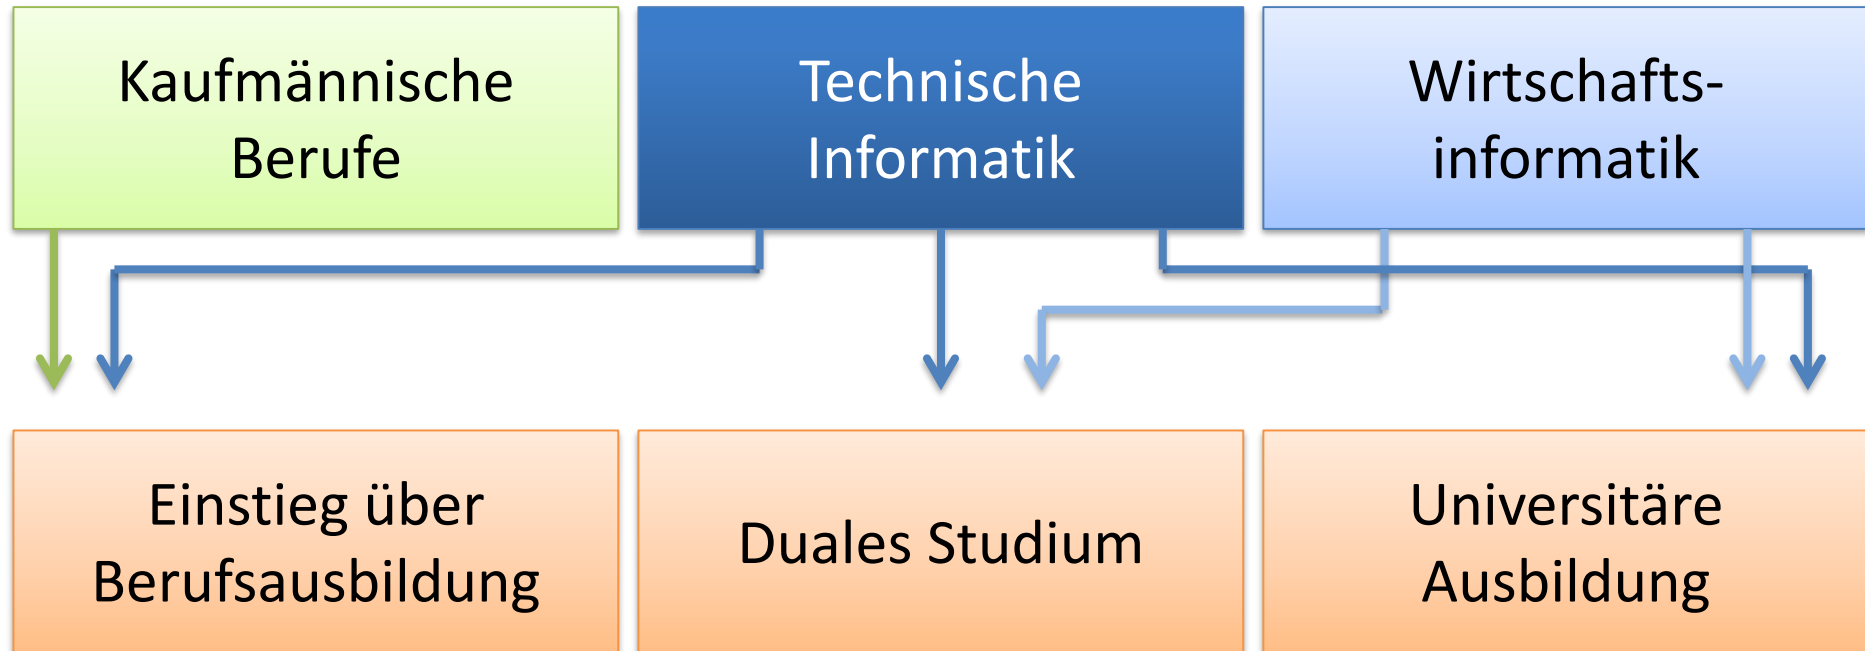 Kaufmännische
Berufe
Technische
Informatik
Wirtschafts-
informatik
Einstieg über
Berufsausbildung
Duales Studium
Universitäre
Ausbildung